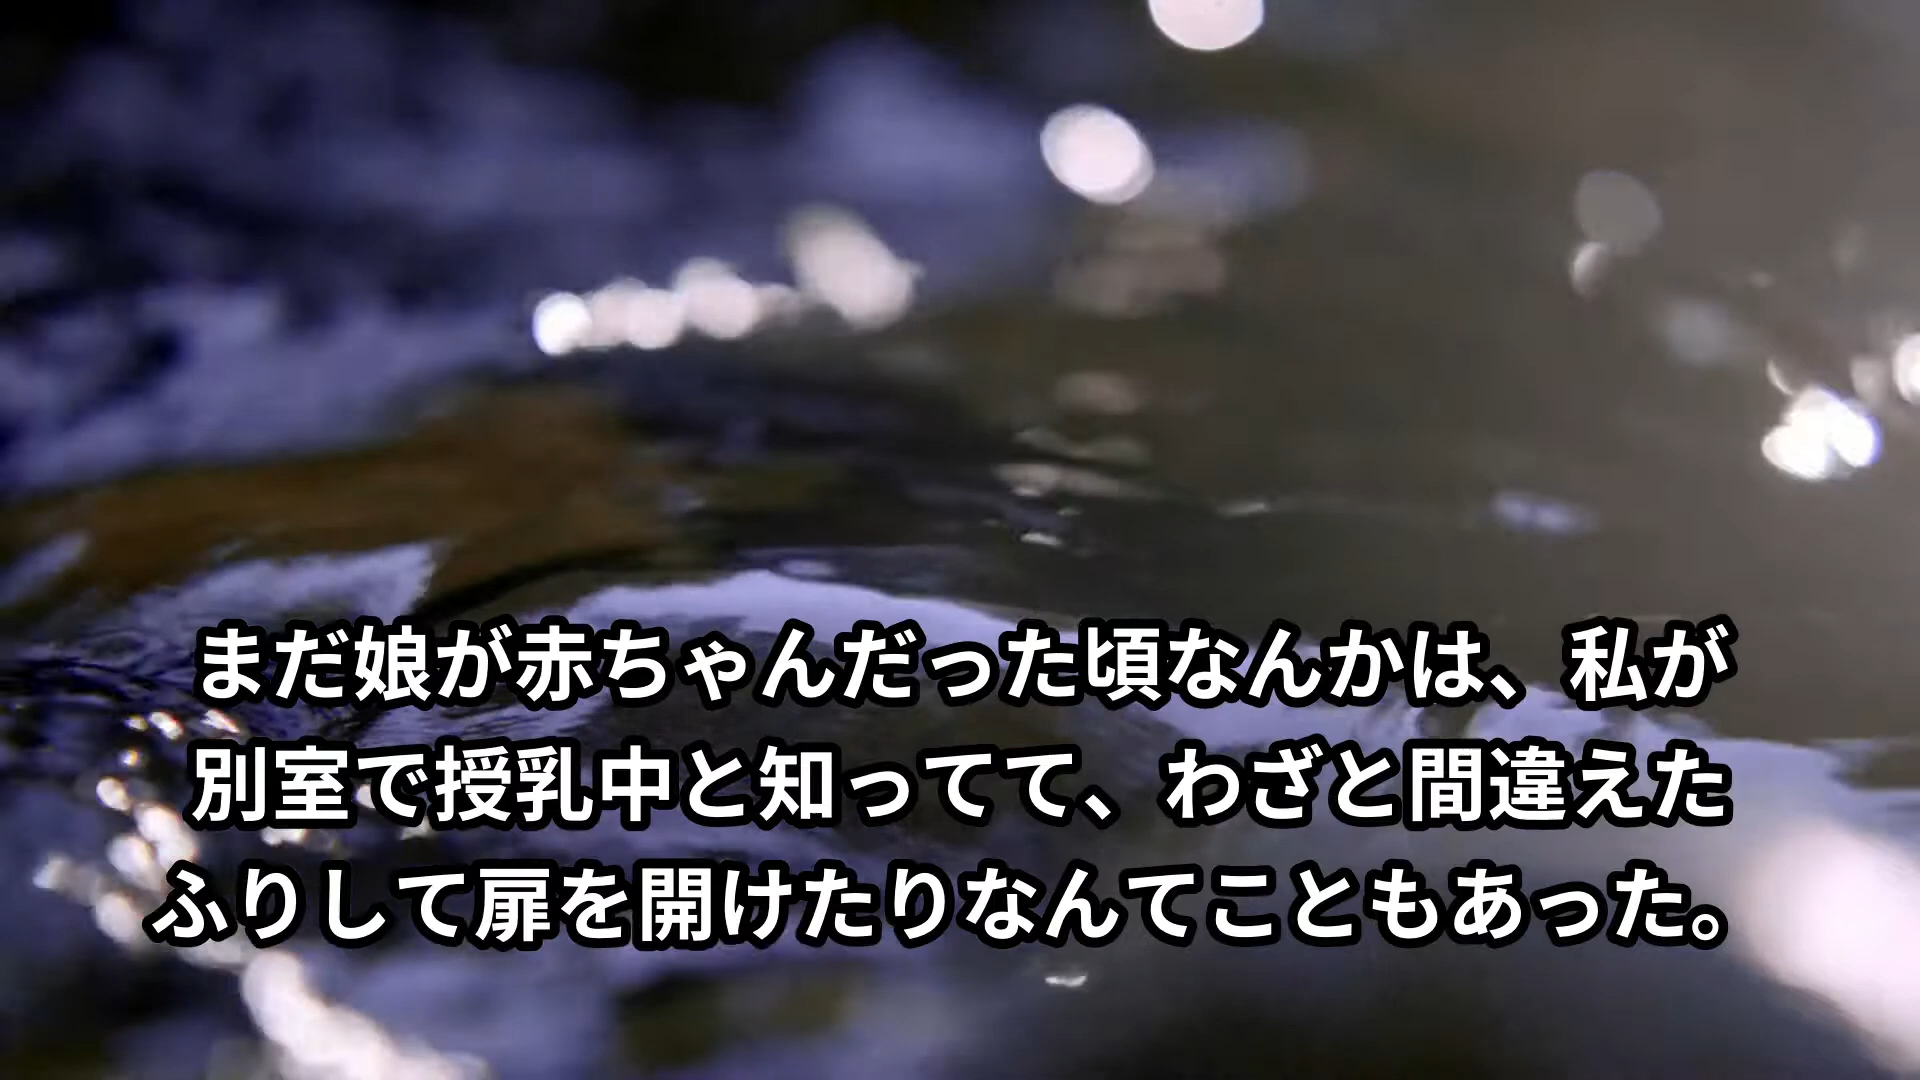 まだ娘が赤ちゃんだった頃なんかは、私が
別室で授乳中と知ってて、わざと間違えた
ふりして扉を開けたりなんてこともあった。